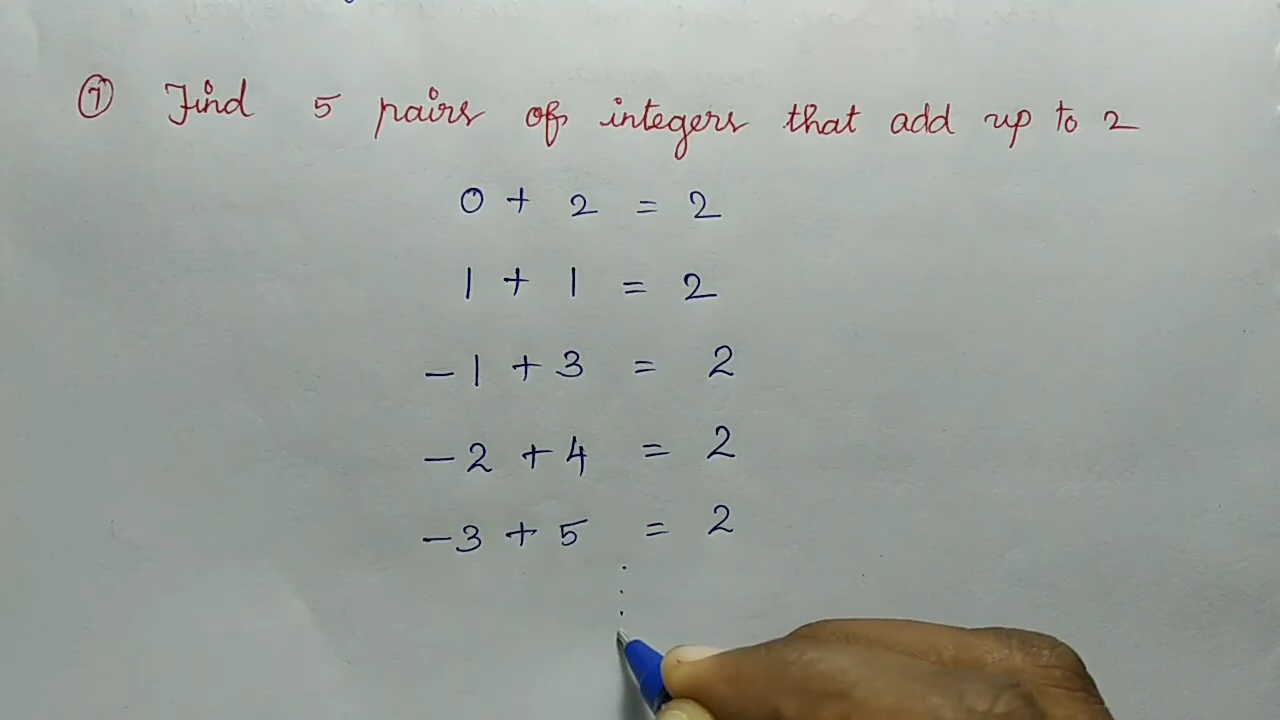 7 Find 5 pairs of integers that add up to 2
0 + 2 = 2
1 + 1 = 2
-1 + 3 = 2
-2 + 4 = 2
-3 + 5 = 2